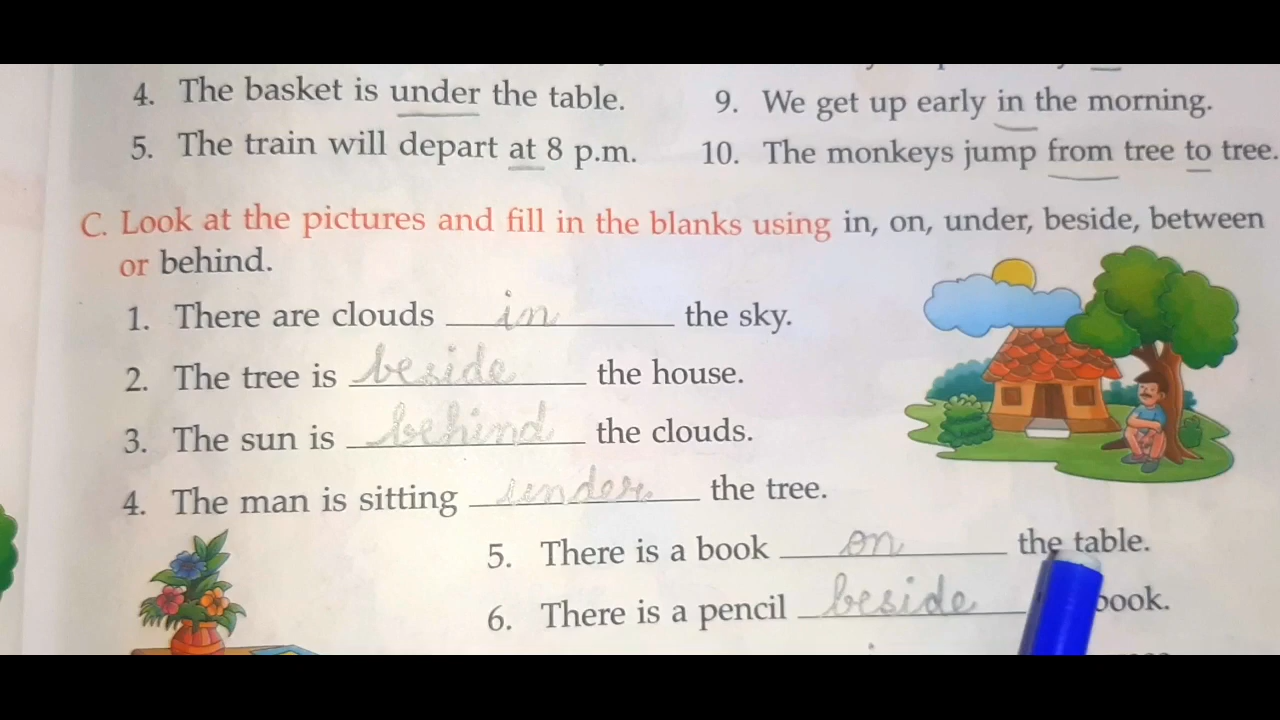 4. The basket is under the table.
5. The train will depart at 8 p.m.
9. We get up early in the morning.
10. The monkeys jump from tree to tree.
C. Look at the pictures and fill in the blanks using in, on, under, beside, between
or behind.
1. There are clouds in the sky.
2. The tree is beside the house.
3. The sun is behind the clouds.
4. The man is sitting under the tree.
5. There is a book on the table.
6. There is a pencil beside book.